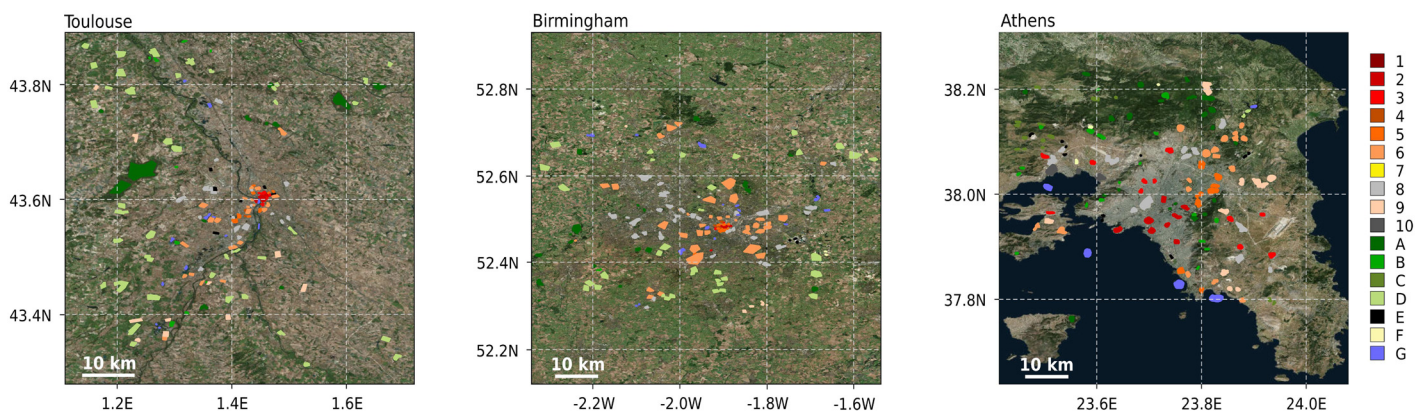 Toulouse
43.8N
43.6N
43.4N
10 km
1.2E 1.4E 1.6E
Birmingham
52.8N
52.6N
52.4N
52.2N
10 km
-2.2W -2.0W -1.8W -1.6W
Athens
38.2N
38.0N
37.8N
10 km
23.6E 23.8E 24.0E
1
2
3
4
5
6
7
8
9
10
A
B
C
D
E
F
G